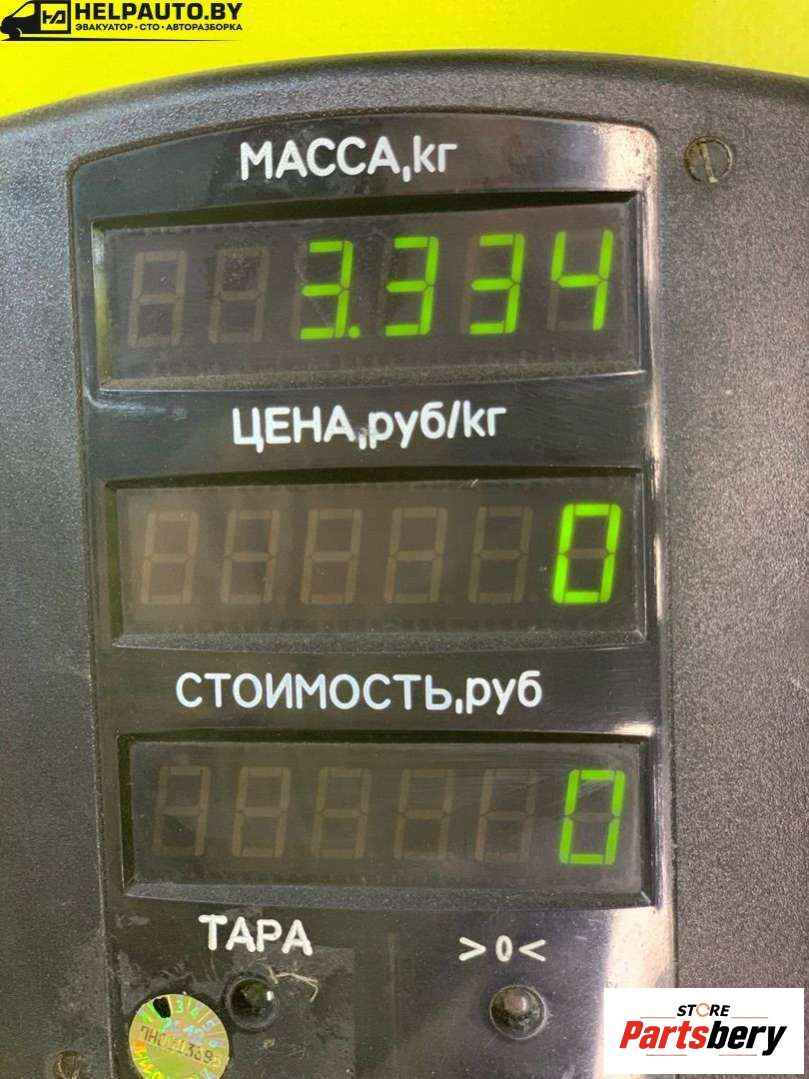 HELPAUTO.BY
ЭВАКУАТОР·СТО·АВТОРАЗБОРКА
МАССА,кг
3.334
ЦЕНА,руб/кг
0
СТОИМОСТЬ,руб
0
ТАРА >0<
STORE
Partsbery